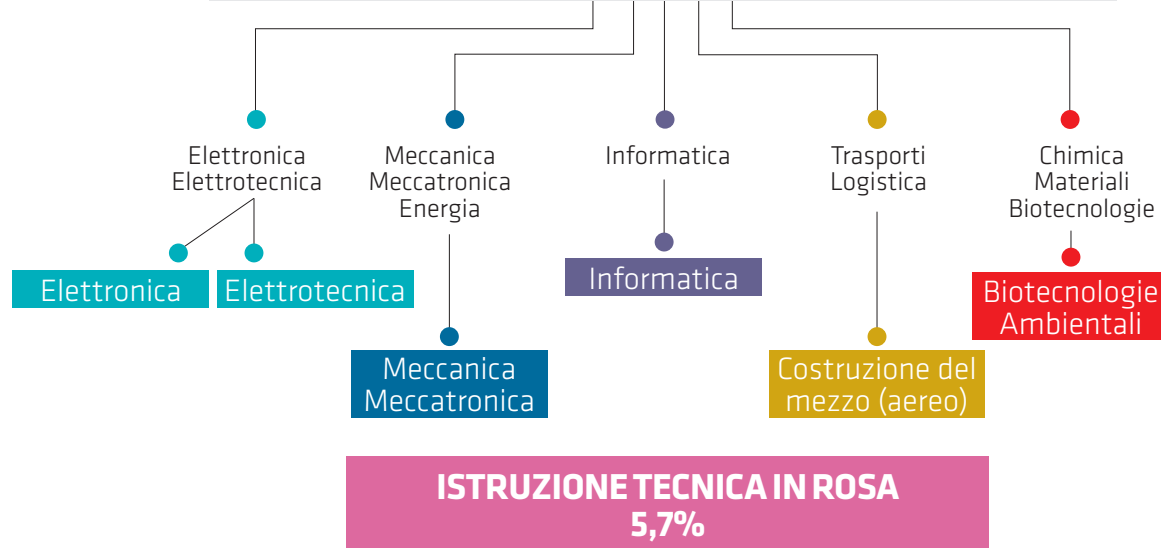 Elettronica
Elettrotecnica
Meccanica
Meccatronica
Energia
Informatica
Trasporti
Logistica
Chimica
Materiali
Biotecnologie
Elettronica
Elettrotecnica
Informatica
Biotecnologie
Ambientali
Meccanica
Meccatronica
Costruzione del
mezzo (aereo)
ISTRUZIONE TECNICA IN ROSA
5,7%